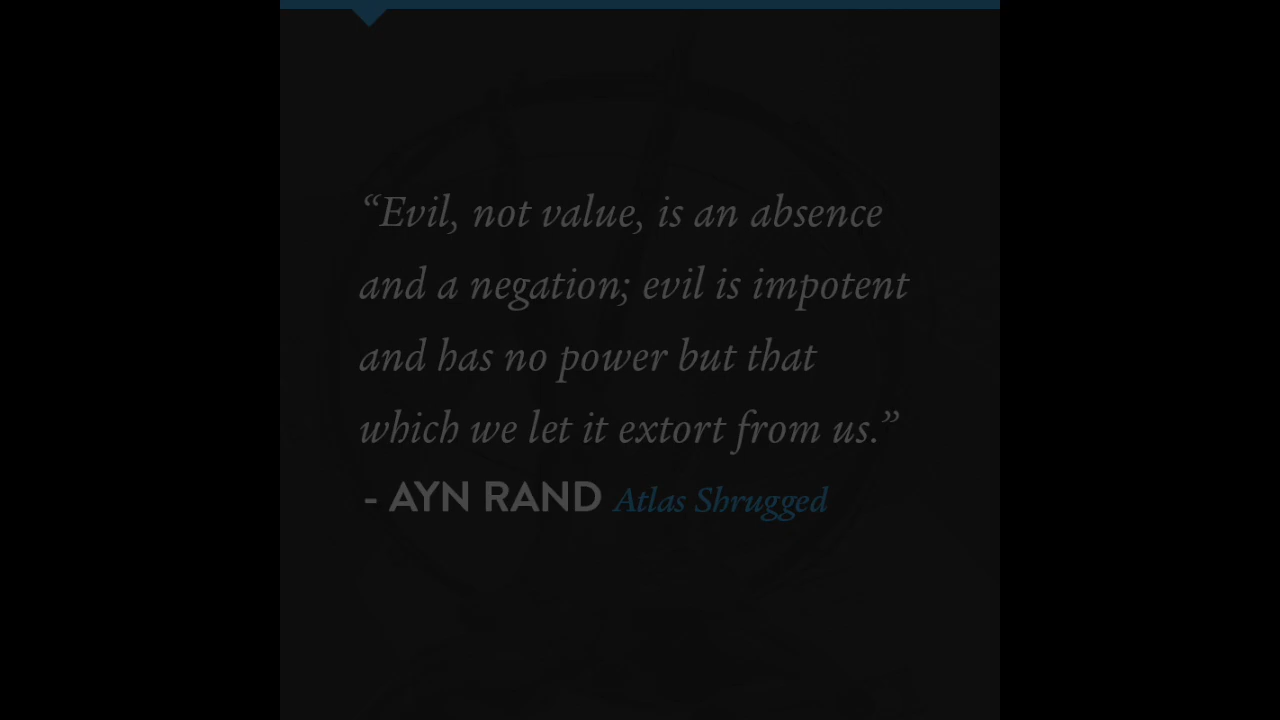 “Evil, not value, is an absence
and a negation; evil is impotent
and has no power but that
which we let it extort from us.”
- AYN RAND Atlas Shrugged